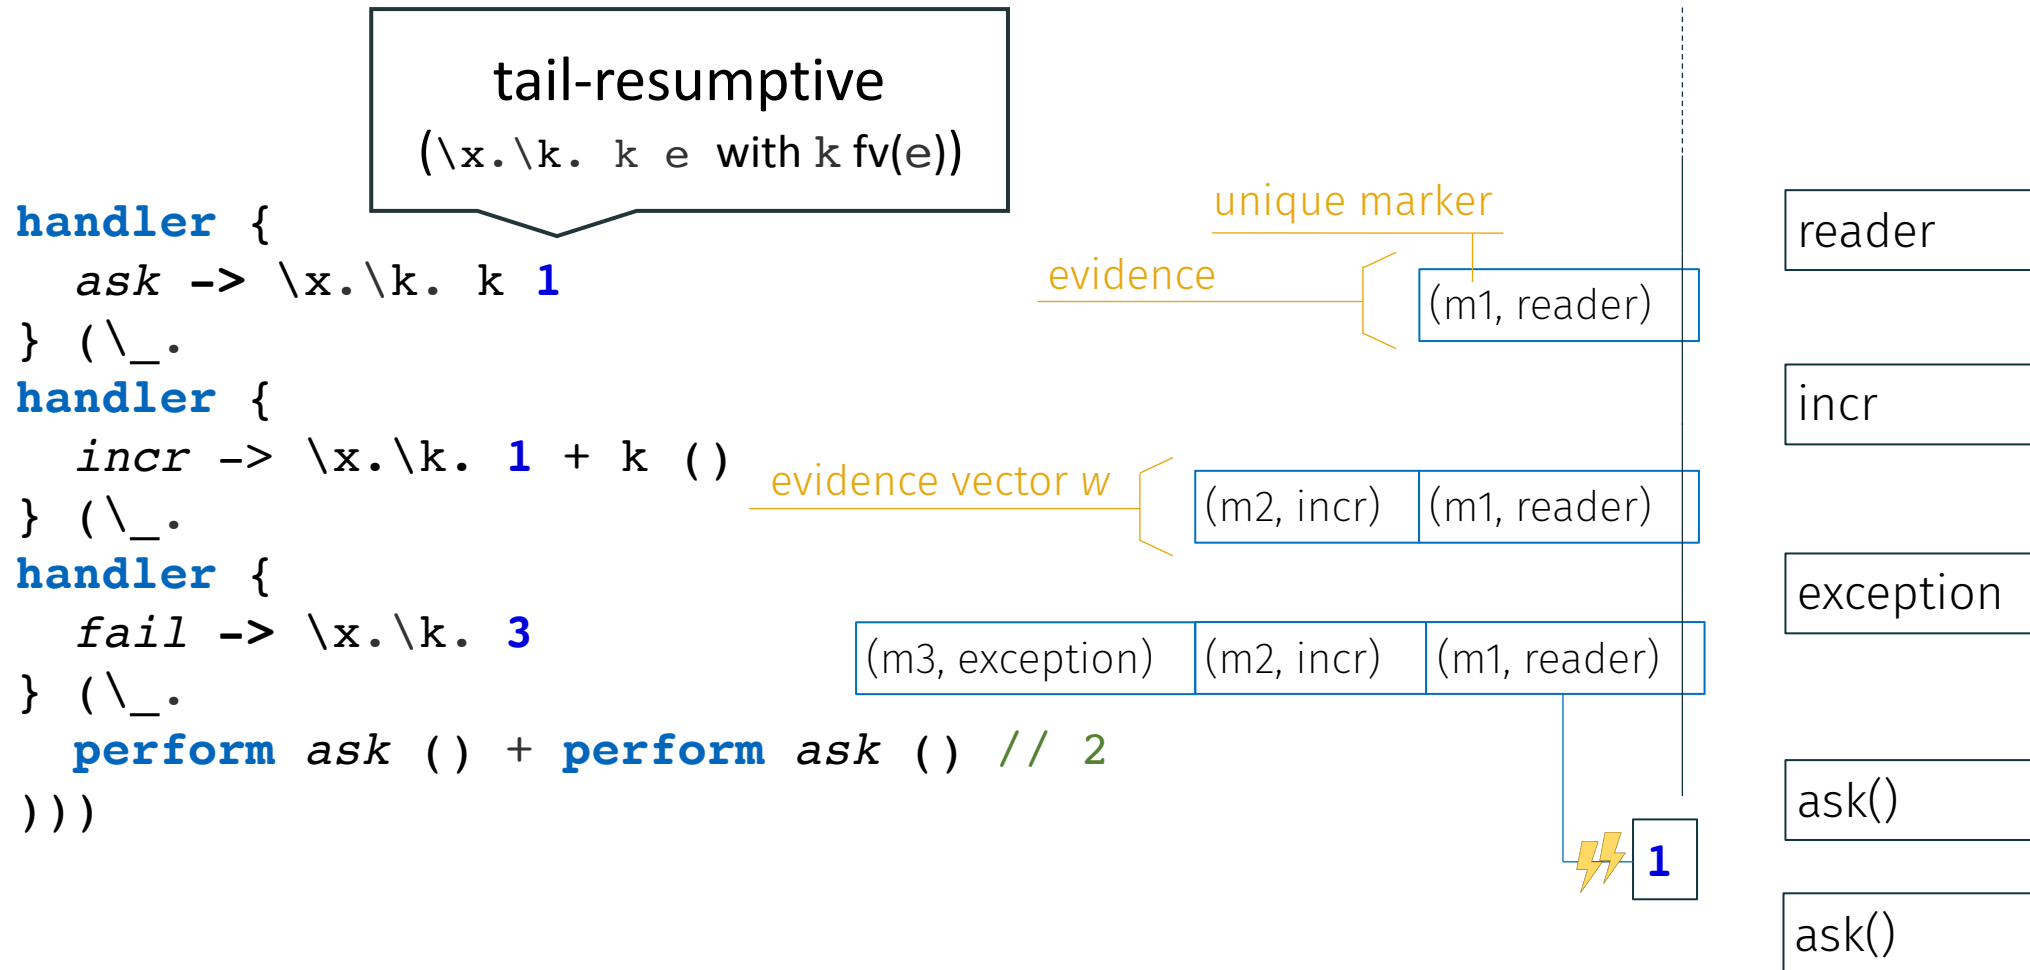 tail-resumptive
(\x.\k. k e with k fv(e))
handler {
ask -> \x.\k. k 1
} (\_.
handler {
incr -> \x.\k. 1 + k ()
} (\_.
handler {
fail -> \x.\k. 3
} (\_.
perform ask () + perform ask () // 2
)))
unique marker
evidence
(m1, reader)
evidence vector w
(m2, incr) (m1, reader)
(m3, exception) (m2, incr) (m1, reader)
1
reader
incr
exception
ask()
ask()